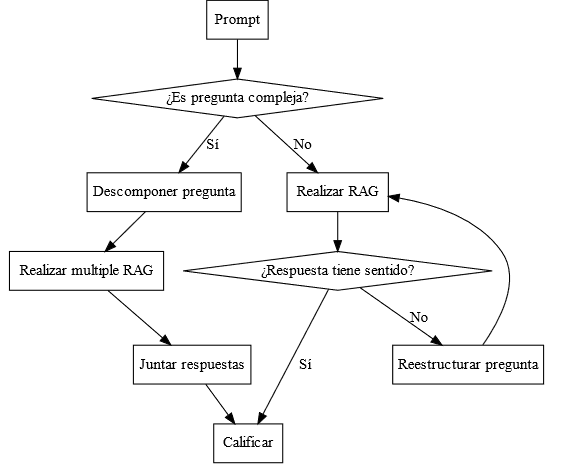 Prompt
¿Es pregunta compleja?
Sí
No
Descomponer pregunta
Realizar RAG
Realizar multiple RAG
¿Respuesta tiene sentido?
No
Juntar respuestas
Sí
Reestructurar pregunta
Calificar